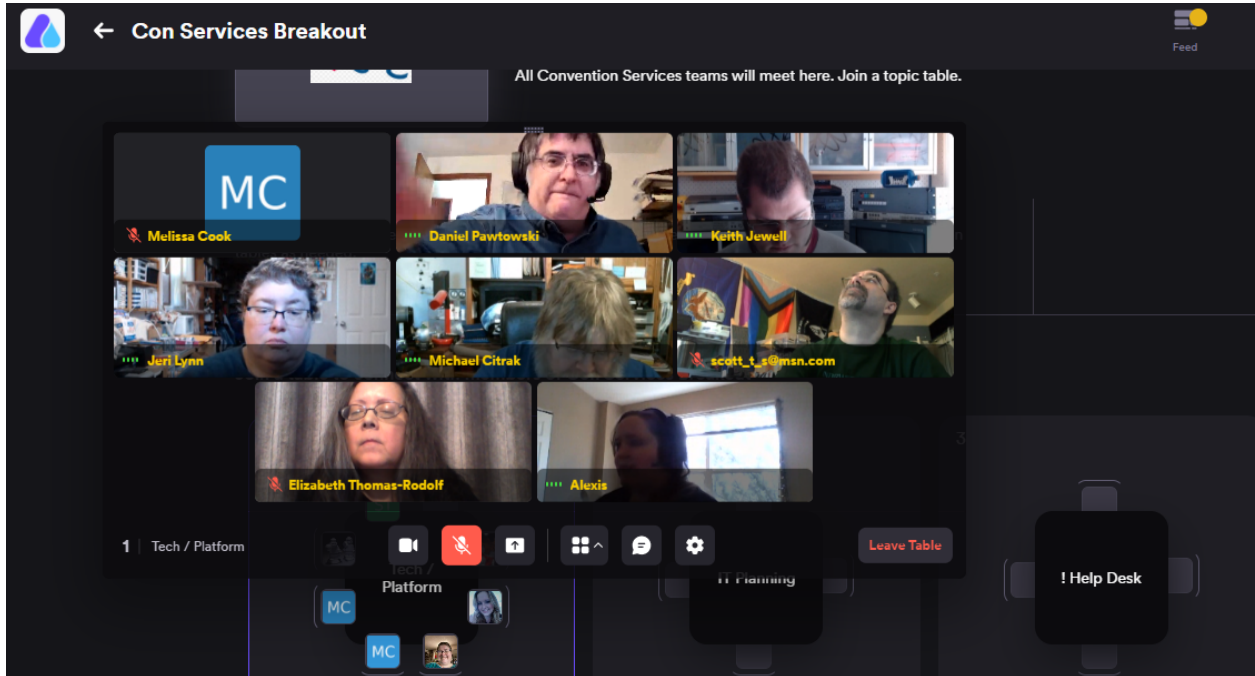 Con Services Breakout
Feed
All Convention Services teams will meet here. Join a topic table.
MC
Melissa Cook
Daniel Pawtowski
Keith Jewell
Jeri Lynn
Michael Citrak
scott_t_s@msn.com
Elizabeth Thomas-Rodolf
Alexis
1 | Tech / Platform
Leave Table
Tech /
Platform
IT Planning
! Help Desk
MC
MC
3